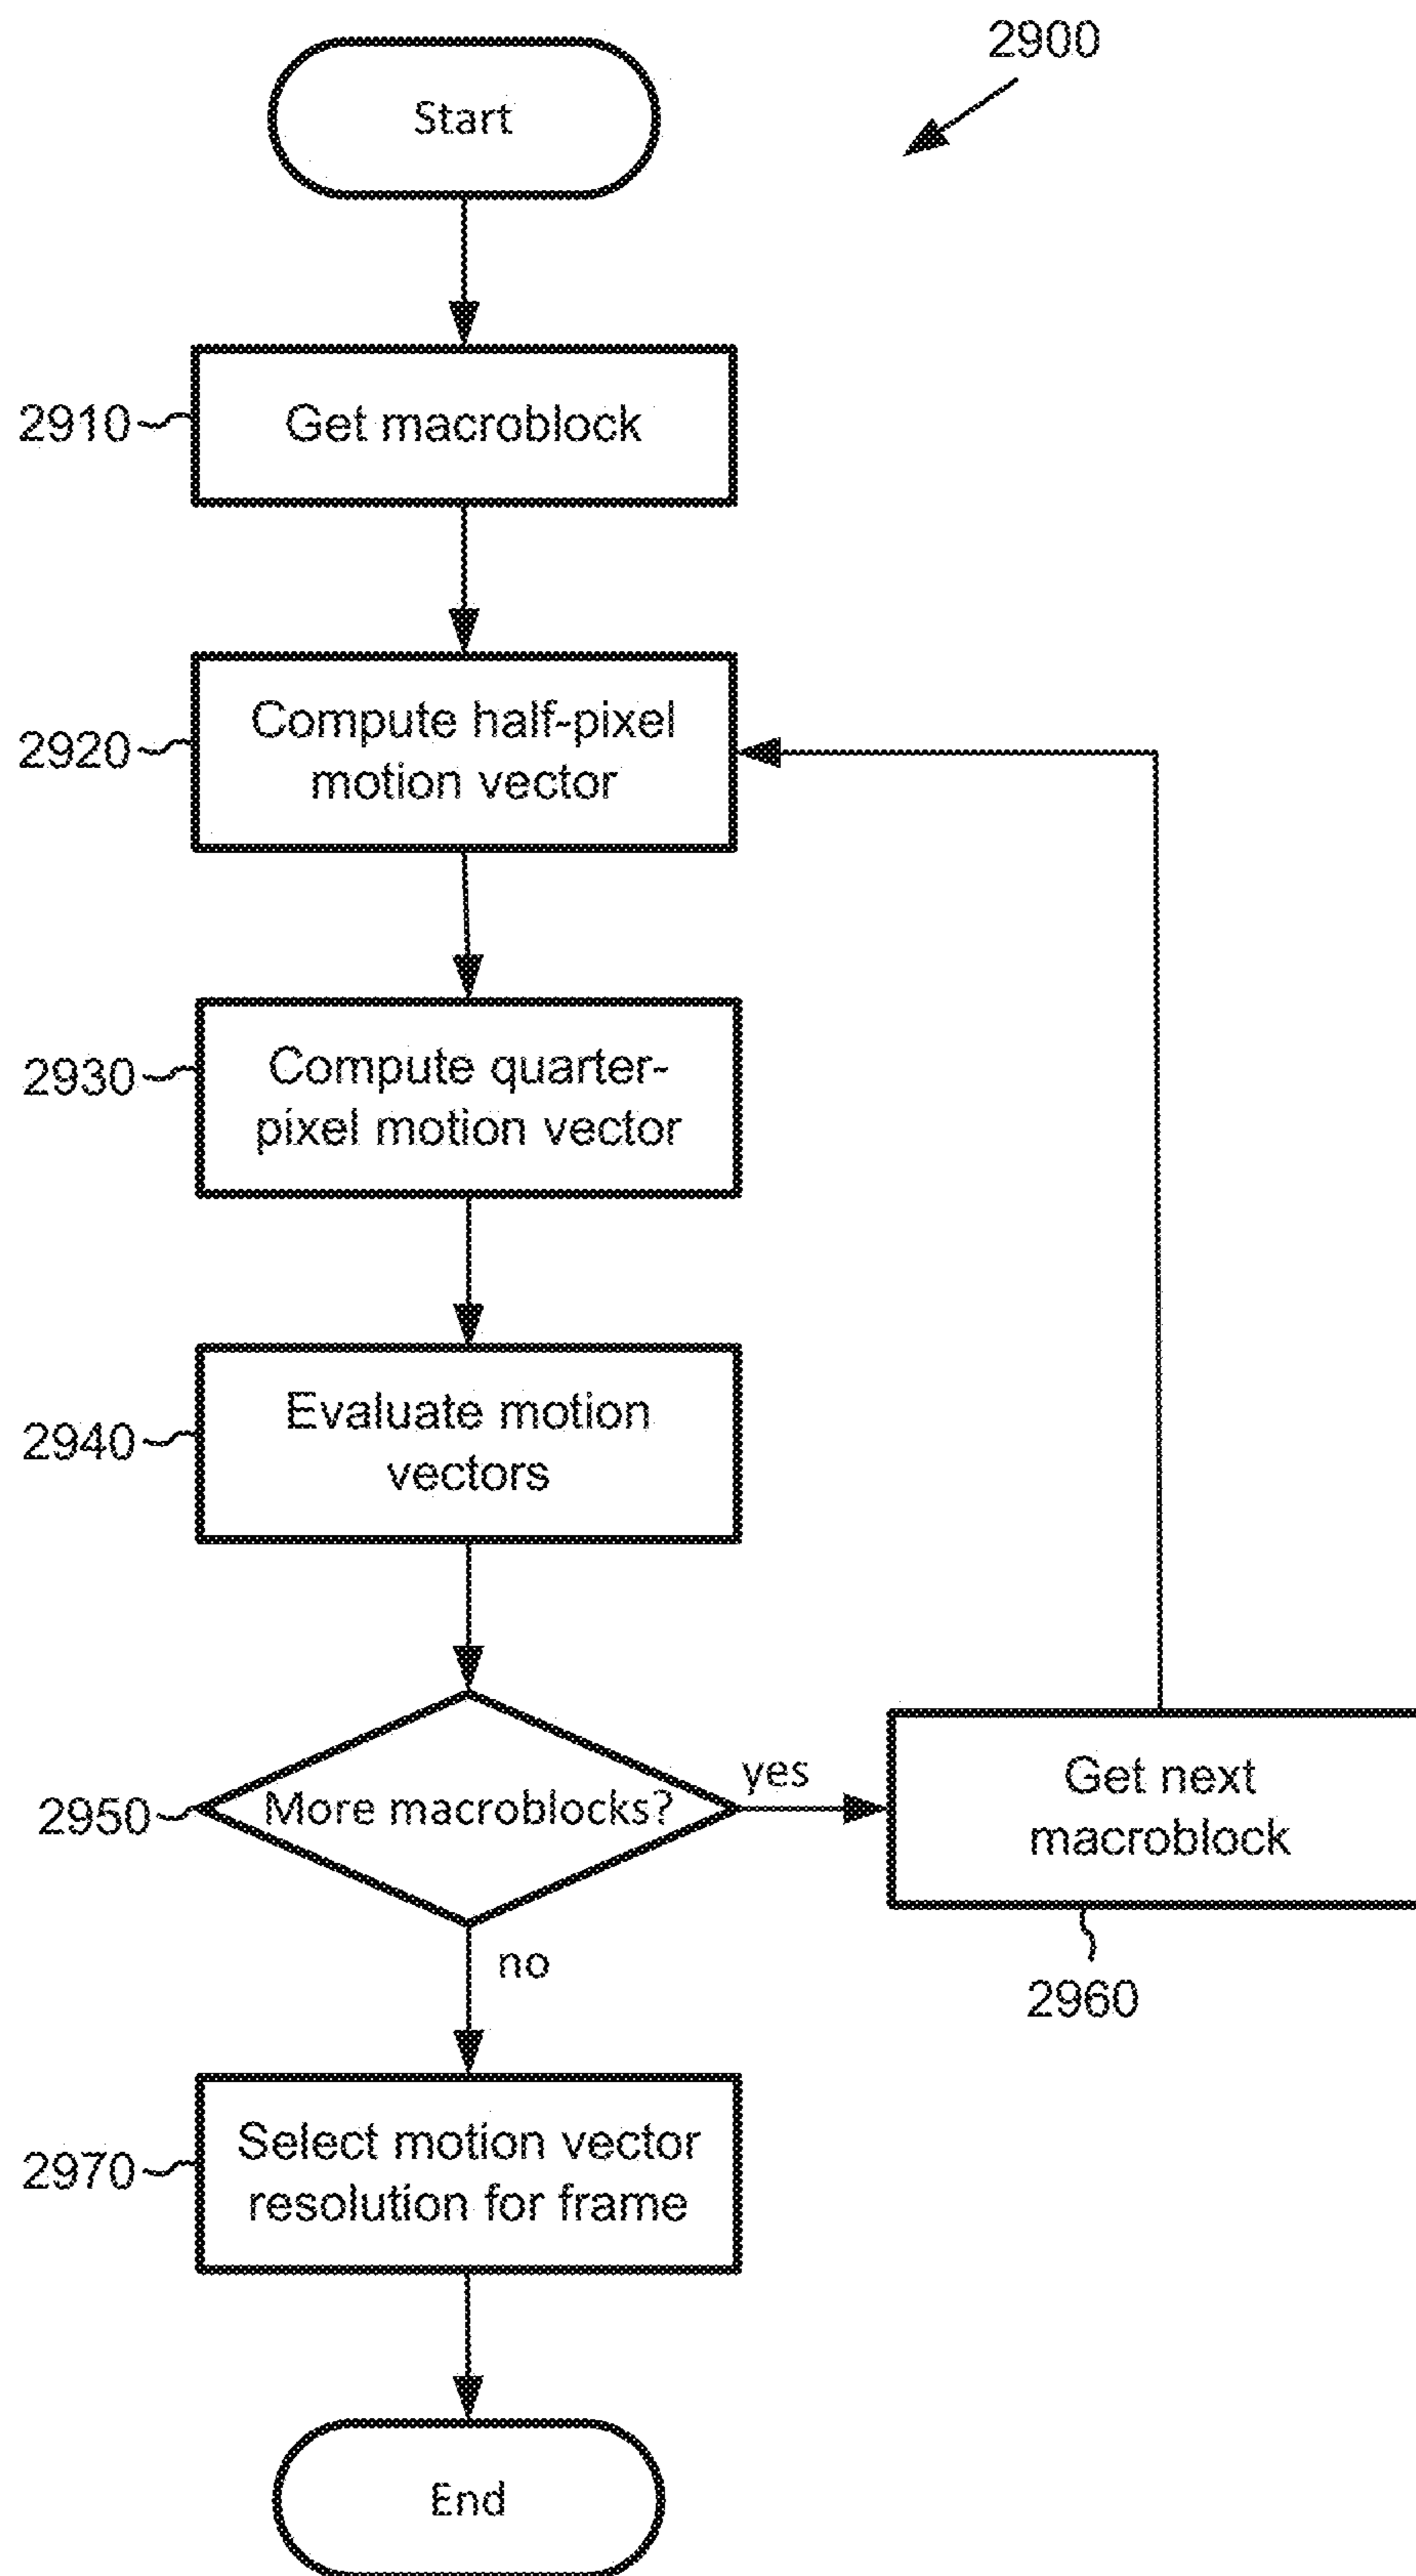 2900
Start
2910
Get macroblock
2920
Compute half-pixel
motion vector
2930
Compute quarter-
pixel motion vector
2940
Evaluate motion
vectors
2950
More macroblocks?
yes
Get next
macroblock
2960
no
2970
Select motion vector
resolution for frame
End